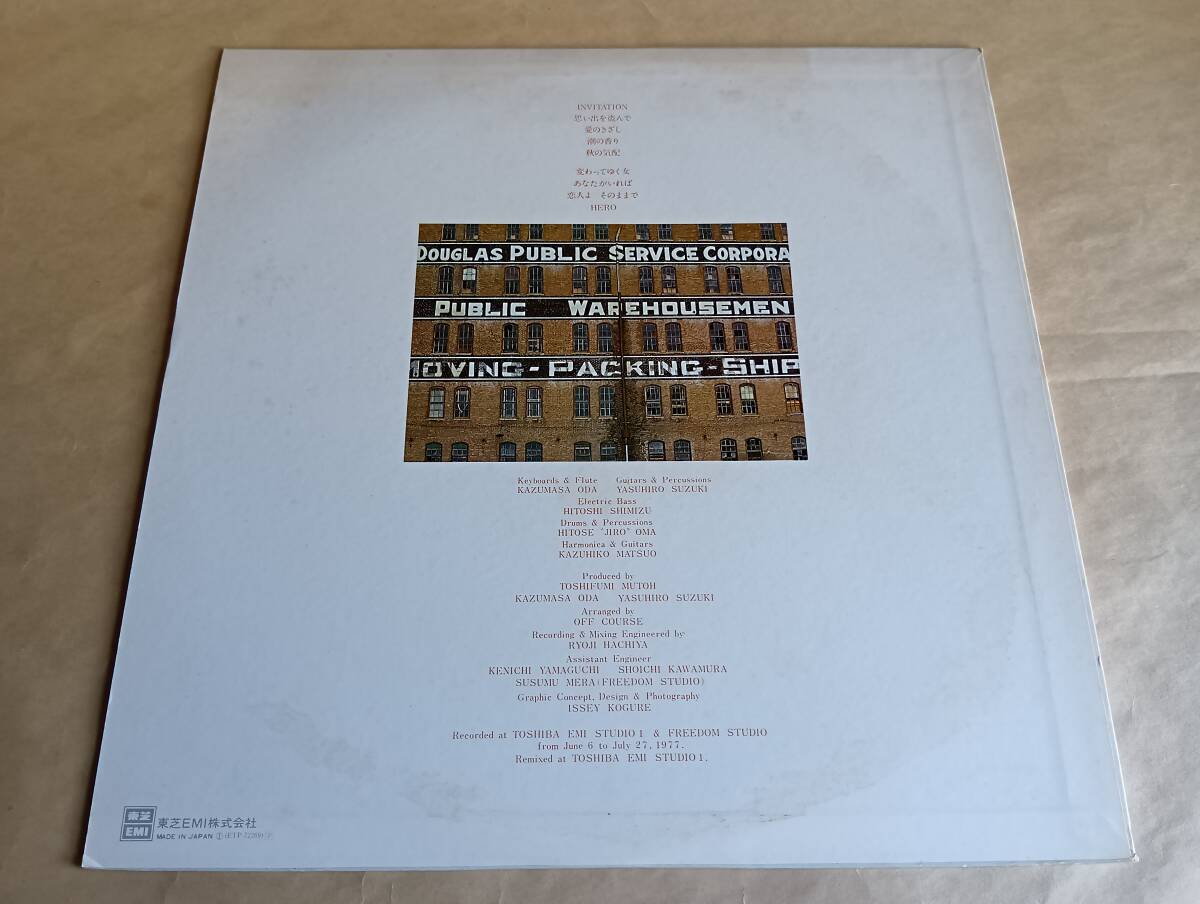 INVITATION
思い出を盗んで
愛のきざし
潮の香り
秋の気配
変わってゆく女
あなたがいれば
恋人よ そのままで
HERO
DOUGLAS PUBLIC SERVICE CORPORA
PUBLIC WAREHOUSEMEN
MOVING-PACKING-SHIP
Keyboards & Flute Guitars & Percussions
KAZUMASA ODA YASUHIRO SUZUKI
Electric Bass
HITOSHI SHIMIZU
Drums & Percussions
HITOSE "JIRO" OMA
Harmonica & Guitars
KAZUHIKO MATSUO
Produced by
TOSHIFUMI MUTOH
KAZUMASA ODA YASUHIRO SUZUKI
Arranged by
OFF COURSE
Recording & Mixing Engineered by
RYOJI HACHIYA
Assistant Engineer
KENICHI YAMAGUCHI SHOICHI KAWAMURA
SUSUMU MERA (FREEDOM STUDIO)
Graphic Concept, Design & Photography
ISSEY KOGURE
Recorded at TOSHIBA EMI STUDIO 1 & FREEDOM STUDIO
from June 6 to July 27, 1977.
Remixed at TOSHIBA EMI STUDIO 1.
東芝
EMI
東芝EMI株式会社
MADE IN JAPAN